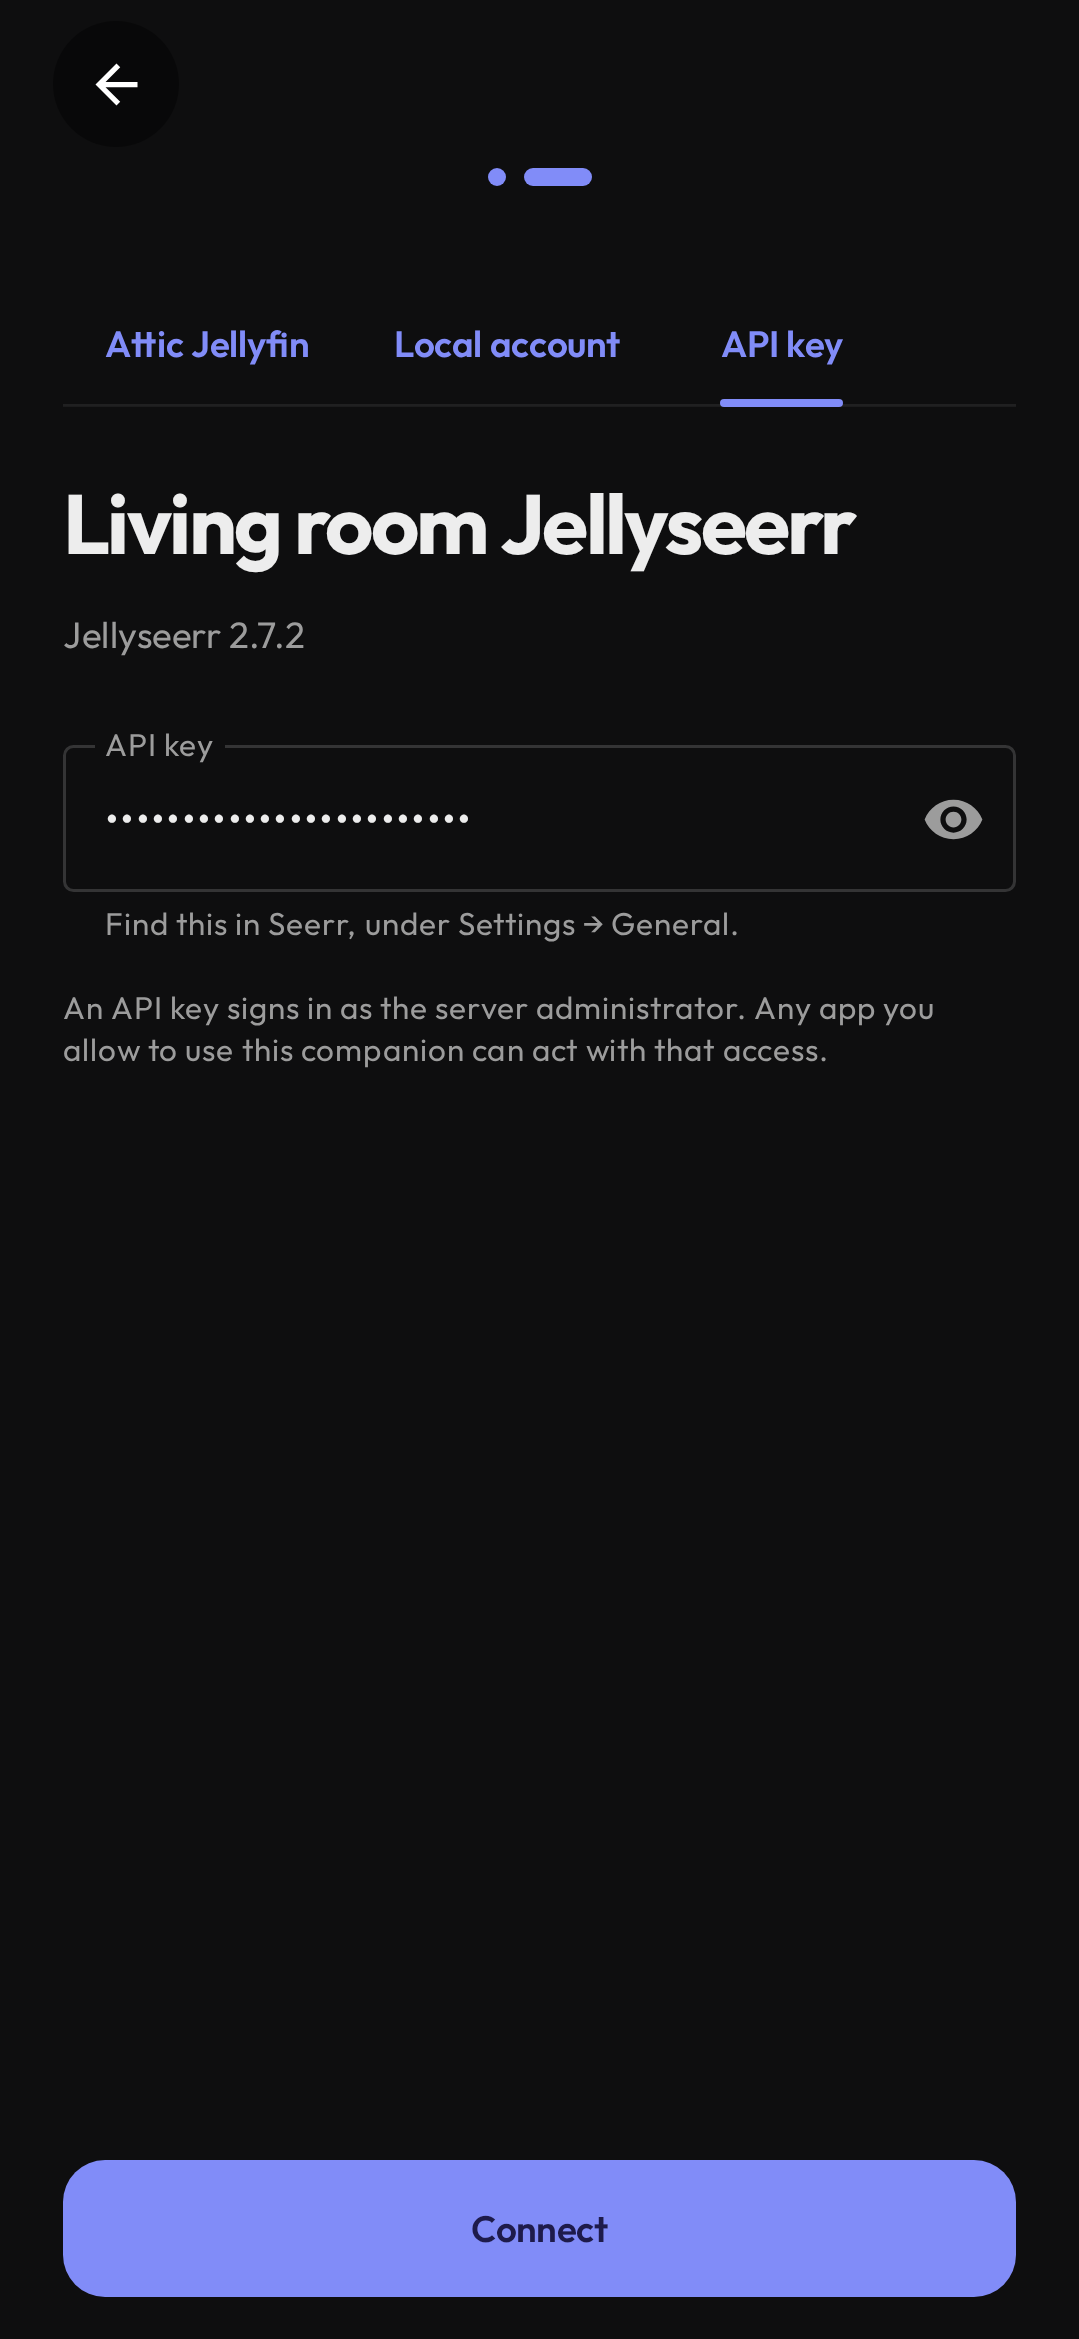 Attic Jellyfin
Local account
API key
Living room Jellyseerr
Jellyseerr 2.7.2
API key
••••••••••••••••••••••••
Find this in Seerr, under Settings → General.
An API key signs in as the server administrator. Any app you
allow to use this companion can act with that access.
Connect